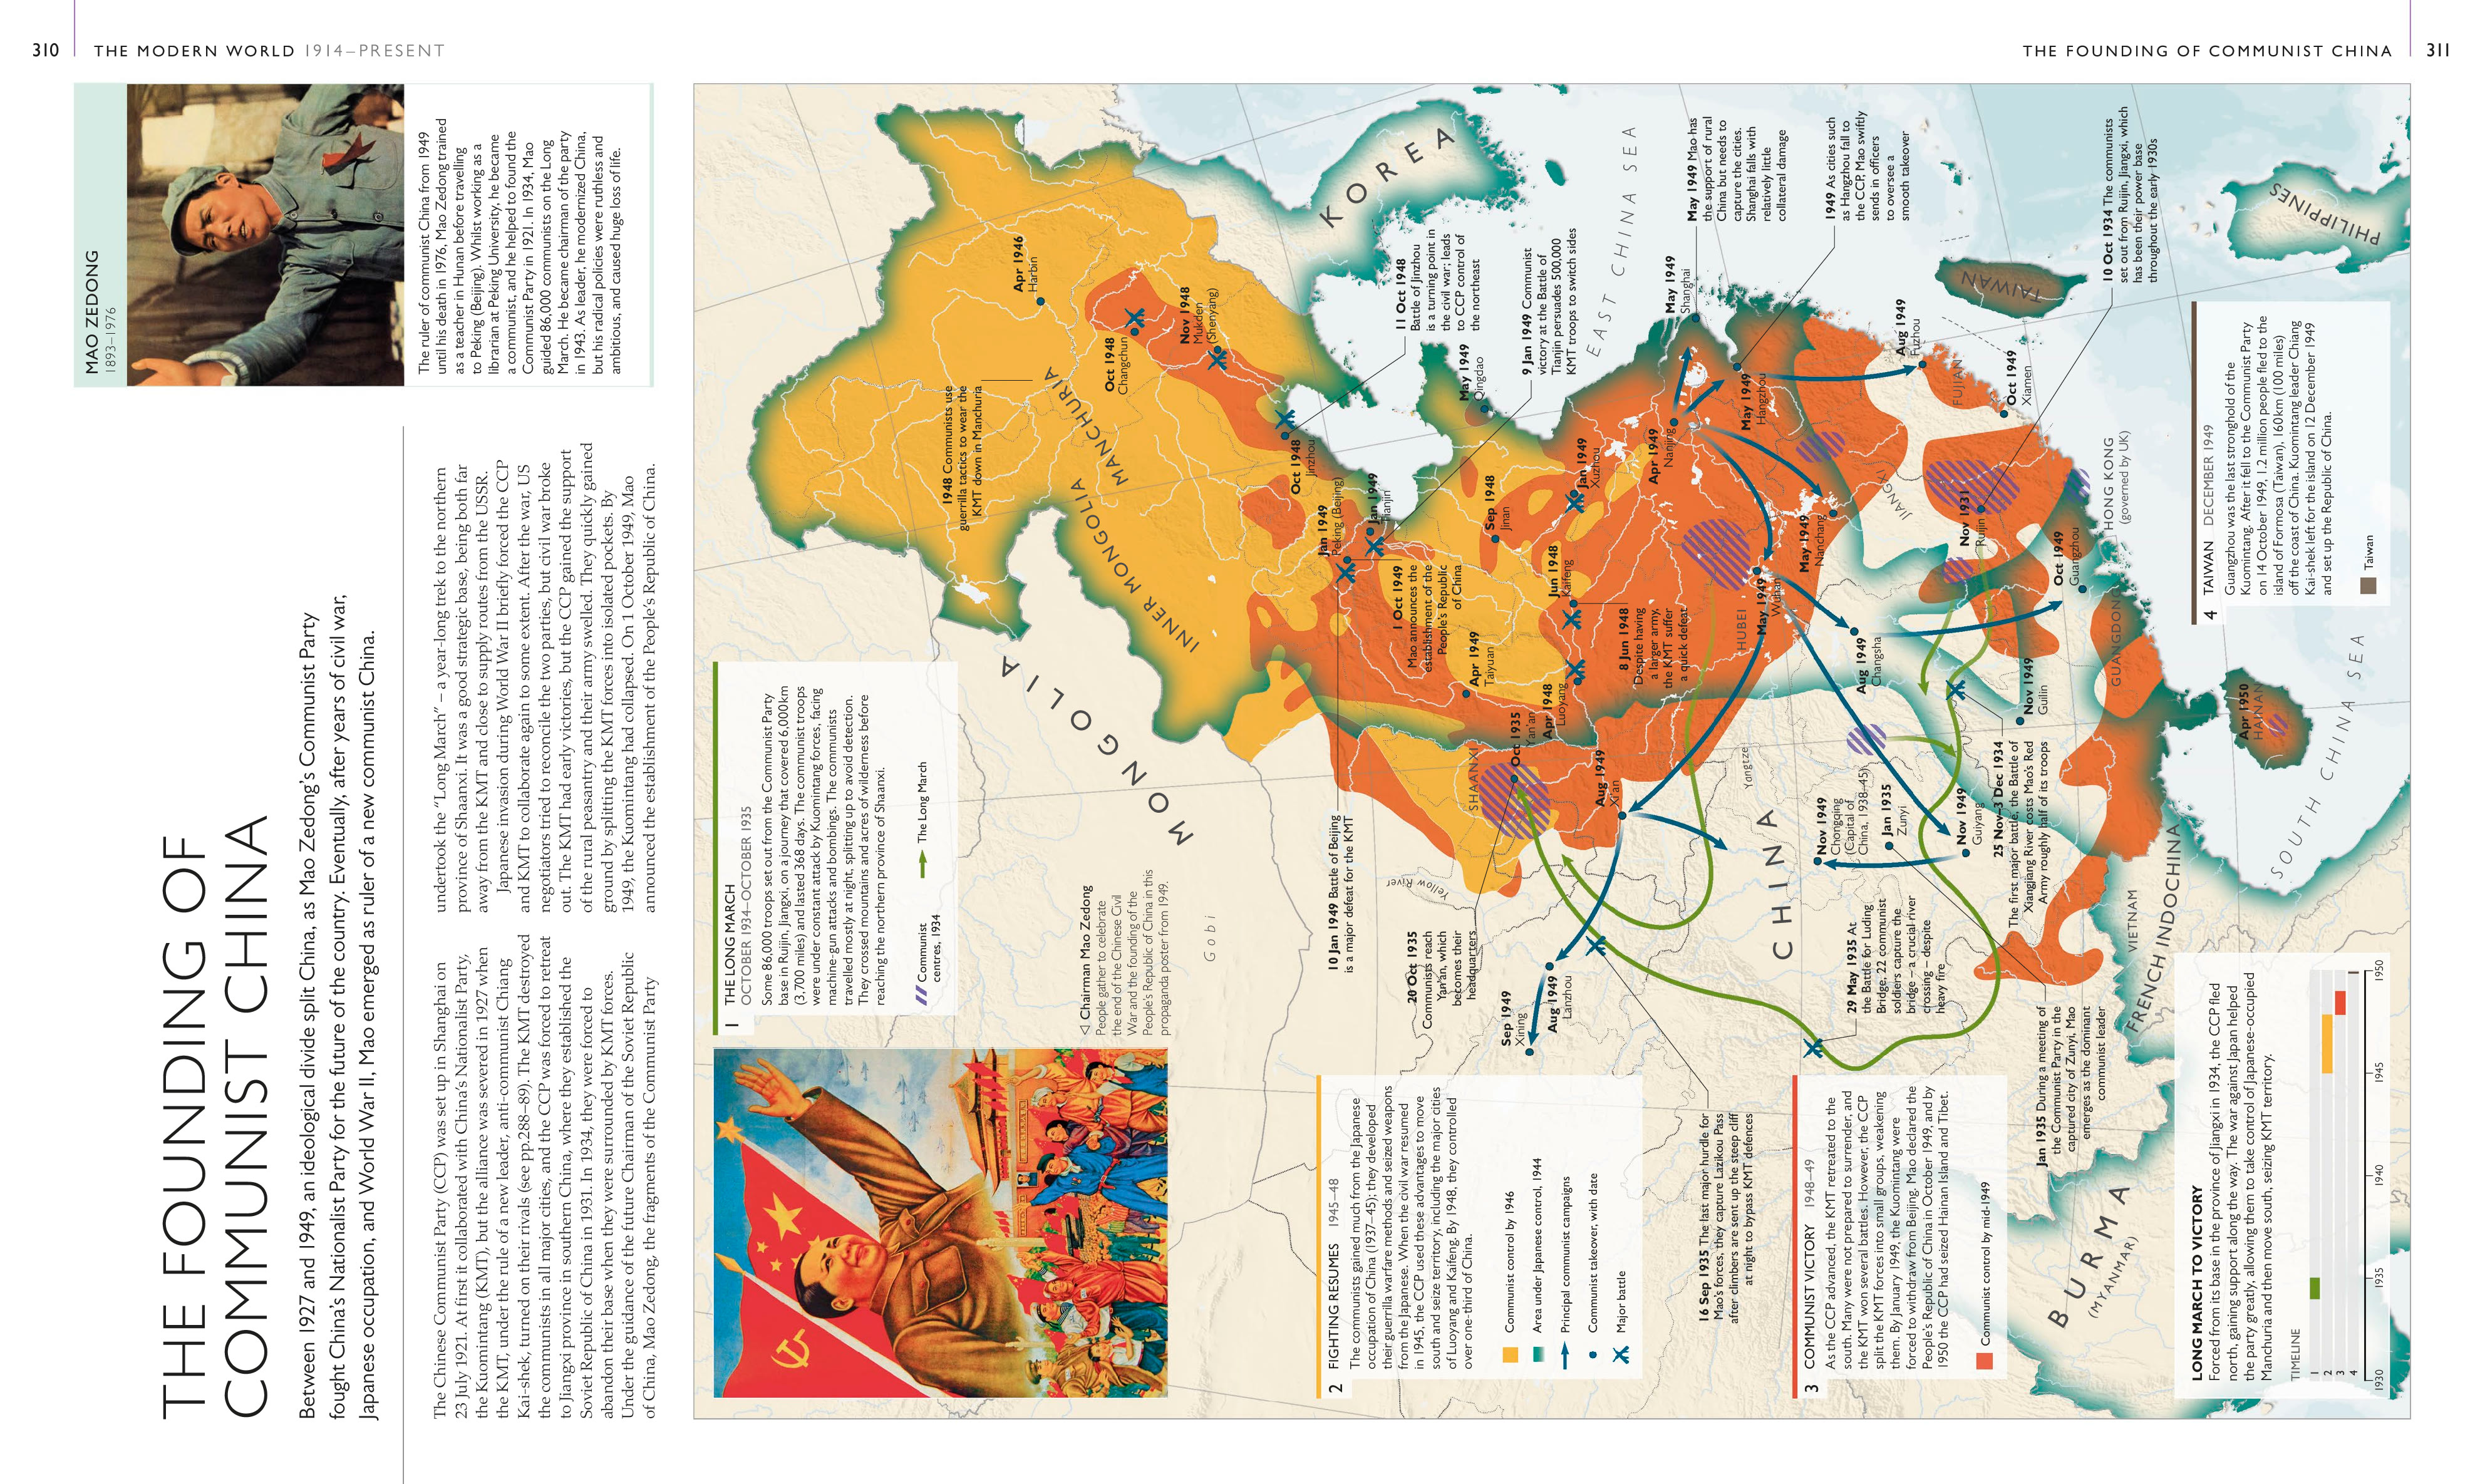 310
THE MODERN WORLD 1914–PRESENT
THE FOUNDING OF COMMUNIST CHINA
311
THE FOUNDING OF
COMMUNIST CHINA
Between 1927 and 1949, an ideological divide split China, as Mao Zedong's Communist Party
fought China's Nationalist Party for the future of the country. Eventually, after years of civil war,
Japanese occupation, and World War II, Mao emerged as ruler of a new communist China.
The Chinese Communist Party (CCP) was set up in Shanghai on
23 July 1921. At first it collaborated with China's Nationalist Party,
the Kuomintang (KMT), but the alliance was severed in 1927 when
the KMT, under the rule of a new leader, anti-communist Chiang
Kai-shek, turned on their rivals (see pp.288–89). The KMT destroyed
the communists in all major cities, and the CCP was forced to retreat
to Jiangxi province in southern China, where they established the
Soviet Republic of China in 1931. In 1934, they were forced to
abandon their base when they were surrounded by KMT forces.
Under the guidance of the future Chairman of the Soviet Republic
of China, Mao Zedong, the fragments of the Communist Party
undertook the "Long March" – a year-long trek to the northern
province of Shaanxi. It was a good strategic base, being both far
away from the KMT and close to supply routes from the USSR.
Japanese invasion during World War II briefly forced the CCP
and KMT to collaborate again to some extent. After the war, US
negotiators tried to reconcile the two parties, but civil war broke
out. The KMT had early victories, but the CCP gained the support
of the rural peasantry and their army swelled. They quickly gained
ground by splitting the KMT forces into isolated pockets. By
1949, the Kuomintang had collapsed. On 1 October 1949, Mao
announced the establishment of the People's Republic of China.
MAO ZEDONG
1893–1976
The ruler of communist China from 1949
until his death in 1976, Mao Zedong trained
as a teacher in Hunan before travelling
to Peking (Beijing). Whilst working as a
librarian at Peking University, he became
a communist, and he helped to found the
Communist Party in 1921. In 1934, Mao
guided 86,000 communists on the Long
March. He became chairman of the party
in 1943. As leader, he modernized China,
but his radical policies were ruthless and
ambitious, and caused huge loss of life.
1 THE LONG MARCH
OCTOBER 1934–OCTOBER 1935
Some 86,000 troops set out from the Communist Party
base in Ruijin, Jiangxi, on a journey that covered 6,000km
(3,700 miles) and lasted 368 days. The communist troops
were under constant attack by Kuomintang forces, facing
machine-gun attacks and bombings. The communists
travelled mostly at night, splitting up to avoid detection.
They crossed mountains and acres of wilderness before
reaching the northern province of Shaanxi.
Communist
centres, 1934
The Long March
◁ Chairman Mao Zedong
People gather to celebrate
the end of the Chinese Civil
War and the founding of the
People's Republic of China in this
propaganda poster from 1949.
2 FIGHTING RESUMES 1945–48
The communists gained much from the Japanese
occupation of China (1937–45); they developed
their guerrilla warfare methods and seized weapons
from the Japanese. When the civil war resumed
in 1945, the CCP used these advantages to move
south and seize territory, including the major cities
of Luoyang and Kaifeng. By 1948, they controlled
over one-third of China.
Communist control by 1946
Area under Japanese control, 1944
Principal communist campaigns
Communist takeover, with date
Major battle
3 COMMUNIST VICTORY 1948–49
As the CCP advanced, the KMT retreated to the
south. Many were not prepared to surrender, and
the KMT won several battles. However, the CCP
split the KMT forces into small groups, weakening
them. By January 1949, the Kuomintang were
forced to withdraw from Beijing. Mao declared the
People's Republic of China in October 1949, and by
1950 the CCP had seized Hainan Island and Tibet.
Communist control by mid-1949
LONG MARCH TO VICTORY
Forced from its base in the province of Jiangxi in 1934, the CCP fled
north, gaining support along the way. The war against Japan helped
the party greatly, allowing them to take control of Japanese-occupied
Manchuria and then move south, seizing KMT territory.
TIMELINE
1
2
3
4
1930
1935
1940
1945
1950
4 TAIWAN DECEMBER 1949
Guangzhou was the last stronghold of the
Kuomintang. After it fell to the Communist Party
on 14 October 1949, 1.2 million people fled to the
island of Formosa (Taiwan), 160km (100 miles)
off the coast of China. Kuomintang leader Chiang
Kai-shek left for the island on 12 December 1949
and set up the Republic of China.
Taiwan
MONGOLIA
INNER MONGOLIA
MANCHURIA
KOREA
Gobi
CHINA
BURMA
(MYANMAR)
VIETNAM
FRENCH INDOCHINA
SOUTH CHINA SEA
EAST CHINA SEA
PHILIPPINES
TAIWAN
HONG KONG
(governed by UK)
GUANGDONG
FUJIAN
JIANGXI
HUBEI
SHAANXI
Yellow River
Yangtze
1948 Communists use
guerrilla tactics to wear the
KMT down in Manchuria
Apr 1946
Harbin
Oct 1948
Changchun
Nov 1948
Mukden
(Shenyang)
Oct 1948
Jinzhou
11 Oct 1948
Battle of Jinzhou
is a turning point in
the civil war; leads
to CCP control of
the northeast
Jan 1949
Peking (Beijing)
Jan 1949
Tianjin
10 Jan 1949 Battle of Beijing
is a major defeat for the KMT
9 Jan 1949 Communist
victory at the Battle of
Tianjin persuades 500,000
KMT troops to switch sides
1 Oct 1949
Mao announces the
establishment of the
People's Republic
of China
May 1949
Qingdao
Sep 1948
Jinan
Apr 1949
Taiyuan
Jun 1948
Kaifeng
Jan 1949
Xuzhou
Apr 1948
Luoyang
8 Jun 1948
Despite having
a larger army,
the KMT suffer
a quick defeat
Oct 1935
Yan'an
20 Oct 1935
Communists reach
Yan'an, which
becomes their
headquarters
Aug 1949
Xi'an
Sep 1949
Xining
Aug 1949
Lanzhou
16 Sep 1935 The last major hurdle for
Mao's forces, they capture Lazikou Pass
after climbers are sent up the steep cliff
at night to bypass KMT defences
Apr 1949
Nanjing
May 1949
Shanghai
May 1949 Mao has
the support of rural
China but needs to
capture the cities.
Shanghai falls with
relatively little
collateral damage
May 1949
Hangzhou
1949 As cities such
as Hangzhou fall to
the CCP, Mao swiftly
sends in officers
to oversee a
smooth takeover
May 1949
Wuhan
May 1949
Nanchang
Aug 1949
Changsha
Aug 1949
Fuzhou
Oct 1949
Xiamen
Nov 1931
Ruijin
10 Oct 1934 The communists
set out from Ruijin, Jiangxi, which
has been their power base
throughout the early 1930s
Oct 1949
Guangzhou
Nov 1949
Guilin
Nov 1949
Guiyang
Nov 1949
Chongqing
(Capital of
China, 1938–45)
Jan 1935
Zunyi
25 Nov–3 Dec 1934
The first major battle, the Battle of
Xiangjiang River costs Mao's Red
Army roughly half of its troops
29 May 1935 At
the Battle for Luding
Bridge, 22 communist
soldiers capture the
bridge – a crucial river
crossing – despite
heavy fire
Jan 1935 During a meeting of
the Communist Party in the
captured city of Zunyi, Mao
emerges as the dominant
communist leader
Apr 1950
HAINAN